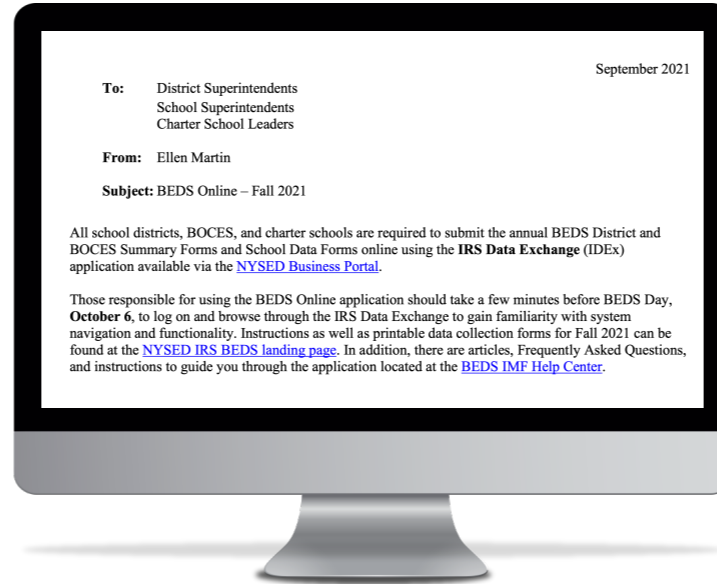 September 2021
To: District Superintendents
School Superintendents
Charter School Leaders
From: Ellen Martin
Subject: BEDS Online – Fall 2021
All school districts, BOCES, and charter schools are required to submit the annual BEDS District and
BOCES Summary Forms and School Data Forms online using the IRS Data Exchange (IDEx)
application available via the NYSED Business Portal.
Those responsible for using the BEDS Online application should take a few minutes before BEDS Day,
October 6, to log on and browse through the IRS Data Exchange to gain familiarity with system
navigation and functionality. Instructions as well as printable data collection forms for Fall 2021 can be
found at the NYSED IRS BEDS landing page. In addition, there are articles, Frequently Asked Questions,
and instructions to guide you through the application located at the BEDS IMF Help Center.